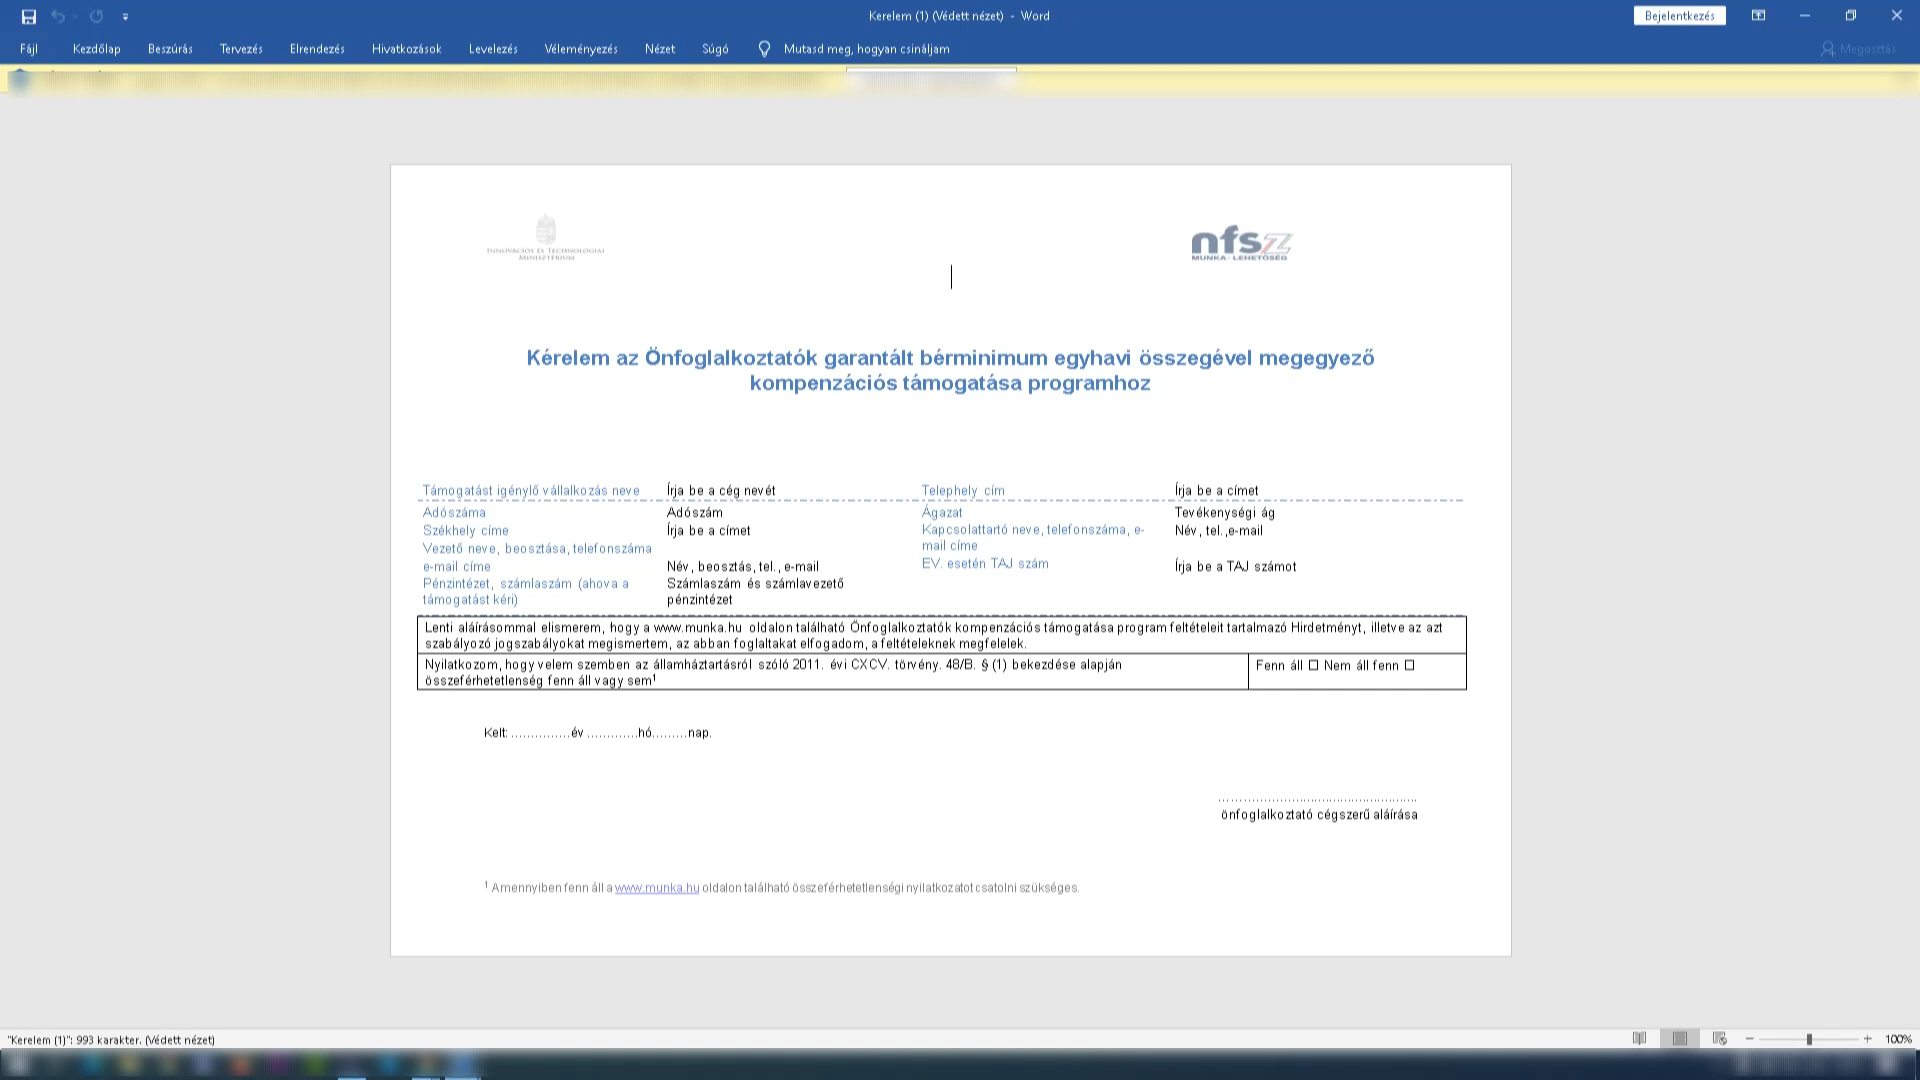 Kerelem (1) (Védett nézet) - Word
Bejelentkezés
Fájl Kezdőlap Beszúrás Tervezés Elrendezés Hivatkozások Levelezés Véleményezés Nézet Súgó Mutasd meg, hogyan csináljam Megosztás
INNOVÁCIÓS ÉS TECHNOLÓGIAI
MINISZTÉRIUM
nfsz
MUNKA · LEHETŐSÉG
Kérelem az Önfoglalkoztatók garantált bérminimum egyhavi összegével megegyező
kompenzációs támogatása programhoz
Támogatást igénylő vállalkozás neve Írja be a cég nevét Telephely cím Írja be a címet
Adószáma Adószám Ágazat Tevékenységi ág
Székhely címe Írja be a címet Kapcsolattartó neve, telefonszáma, e-
mail címe Név, tel.,e-mail
Vezető neve, beosztása, telefonszáma
e-mail címe Név, beosztás, tel., e-mail EV. esetén TAJ szám Írja be a TAJ számot
Pénzintézet, számlaszám (ahova a Számlaszám és számlavezető
támogatást kéri) pénzintézet
Lenti aláírásommal elismerem, hogy a www.munka.hu oldalon található Önfoglalkoztatók kompenzációs támogatása program feltételeit tartalmazó Hirdetményt, illetve az azt
szabályozó jogszabályokat megismertem, az abban foglaltakat elfogadom, a feltételeknek megfelelek.
Nyilatkozom, hogy velem szemben az államháztartásról szóló 2011. évi CXCV. törvény. 48/B. § (1) bekezdése alapján Fenn áll ☐ Nem áll fenn ☐
összeférhetetlenség fenn áll vagy sem¹
Kelt: ...............év .............hó.........nap.
..................................................
önfoglalkoztató cégszerű aláírása
¹ Amennyiben fenn áll a www.munka.hu oldalon található összeférhetetlenségi nyilatkozatot csatolni szükséges.
"Kerelem (1)": 993 karakter. (Védett nézet) 100%